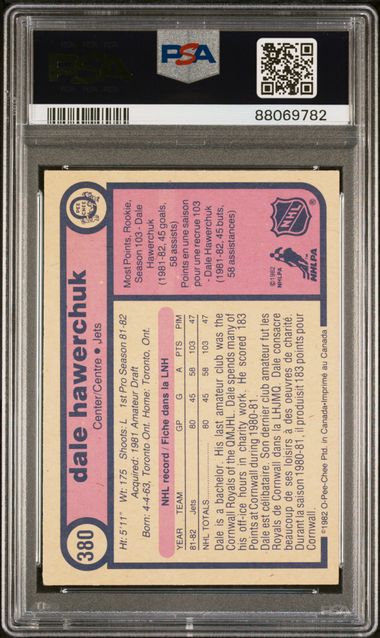 PSA
88069782
380
dale hawerchuk
Center/Centre • Jets
Ht: 5'11" Wt: 175 Shoots: L 1st Pro Season 81-82
Acquired: 1981 Amateur Draft
Born: 4-4-63, Toronto Ont. Home: Toronto, Ont.
NHL record / Fiche dans la LNH
YEAR TEAM GP G A PTS PIM
81-82 Jets 80 45 58 103 47
NHL TOTALS 80 45 58 103 47
Dale is a bachelor. His last amateur club was the
Cornwall Royals of the QMJHL. Dale spends many of
his off-ice hours in charity work. He scored 183
Points at Cornwall during 1980-81.
Dale est célibataire. Son dernier club amateur fut les
Royals de Cornwall dans la LHJMQ. Dale consacre
beaucoup de ses loisirs à des oeuvres de charité.
Durant la saison 1980-81, il produisit 183 points pour
Cornwall.
©1982 O-Pee-Chee Ptd. in Canada-Imprimé au Canada
O-PEE-CHEE
Most Points, Rookie,
Season 103 - Dale
Hawerchuk
(1981-82, 45 goals,
58 assists)
Points en une saison
pour une recrue 103
Dale Hawerchuk
(1981-82, 45 buts,
58 assistances)
NHL
®
©1982
NHLPA
NHLPA